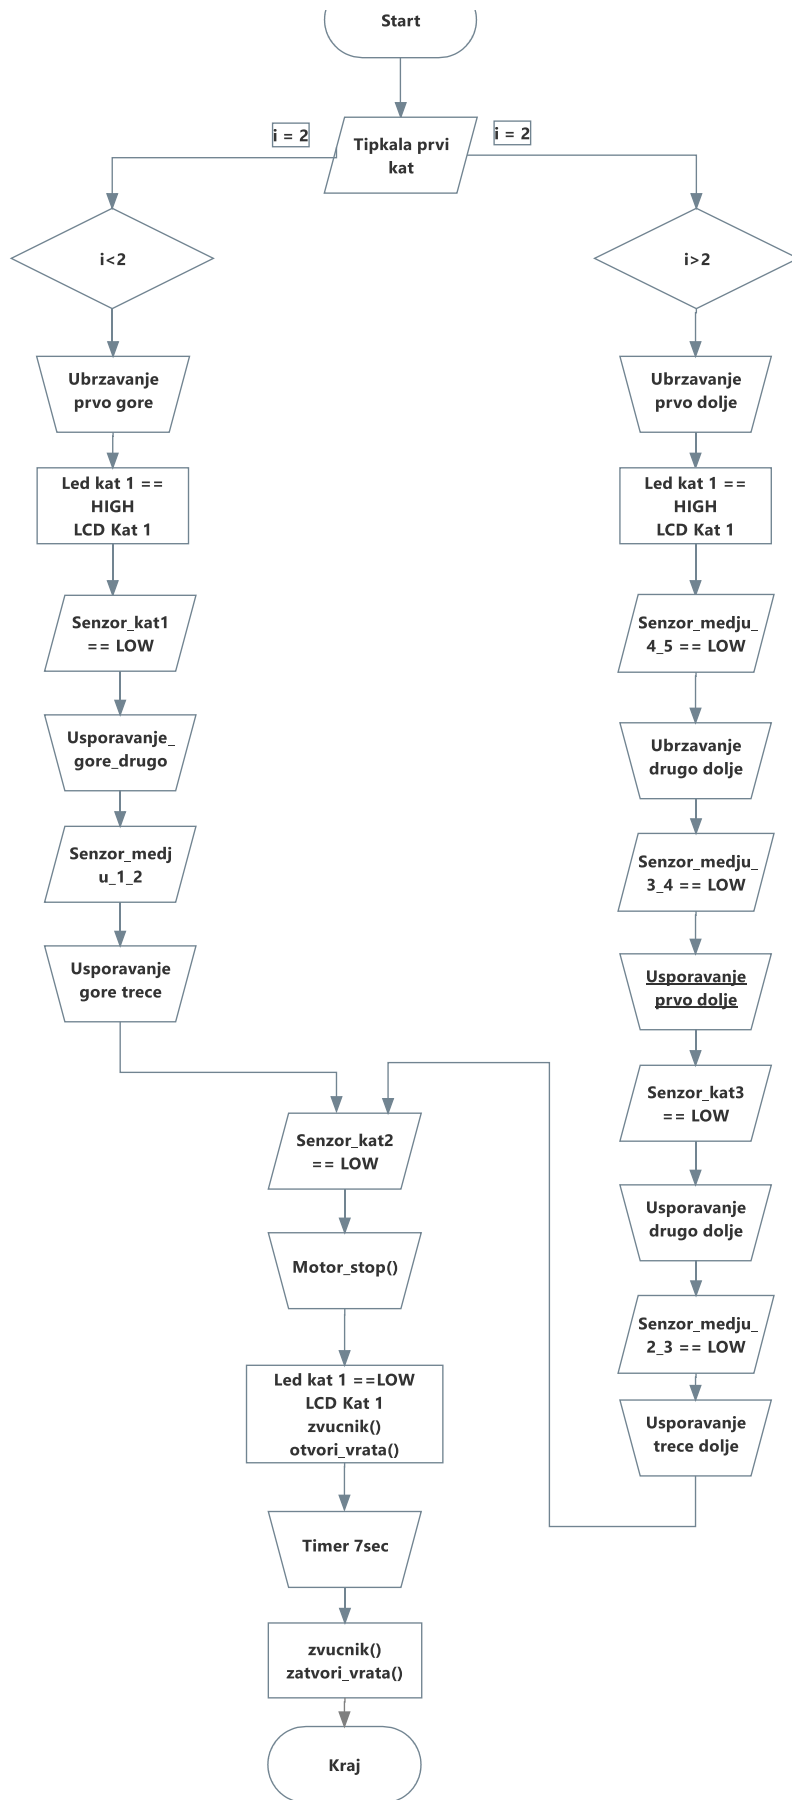 Start
i = 2
Tipkala prvi
kat
i = 2
i<2
Ubrzavanje
prvo gore
Led kat 1 ==
HIGH
LCD Kat 1
Senzor_kat1
== LOW
Usporavanje_
gore_drugo
Senzor_medj
u_1_2
Usporavanje
gore trece
i>2
Ubrzavanje
prvo dolje
Led kat 1 ==
HIGH
LCD Kat 1
Senzor_medju_
4_5 == LOW
Ubrzavanje
drugo dolje
Senzor_medju_
3_4 == LOW
Usporavanje
prvo dolje
Senzor_kat3
== LOW
Usporavanje
drugo dolje
Senzor_medju_
2_3 == LOW
Usporavanje
trece dolje
Senzor_kat2
== LOW
Motor_stop()
Led kat 1 ==LOW
LCD Kat 1
zvucnik()
otvori_vrata()
Timer 7sec
zvucnik()
zatvori_vrata()
Kraj